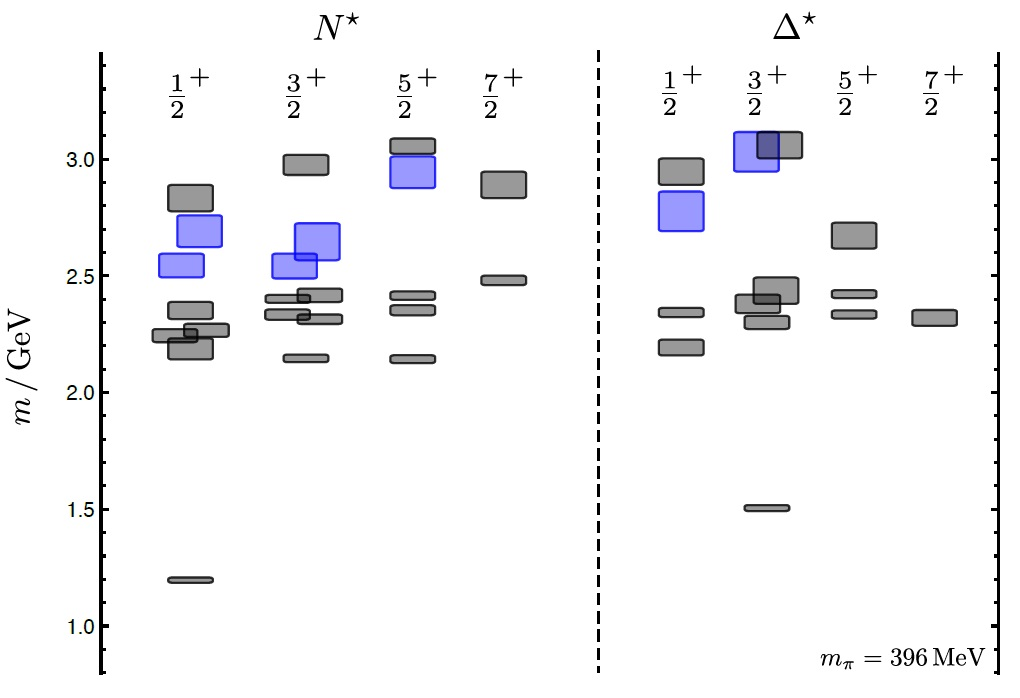 N⋆ Δ⋆
1/2+ 3/2+ 5/2+ 7/2+ 1/2+ 3/2+ 5/2+ 7/2+
3.0
2.5
2.0
1.5
1.0
m / GeV
mπ = 396 MeV